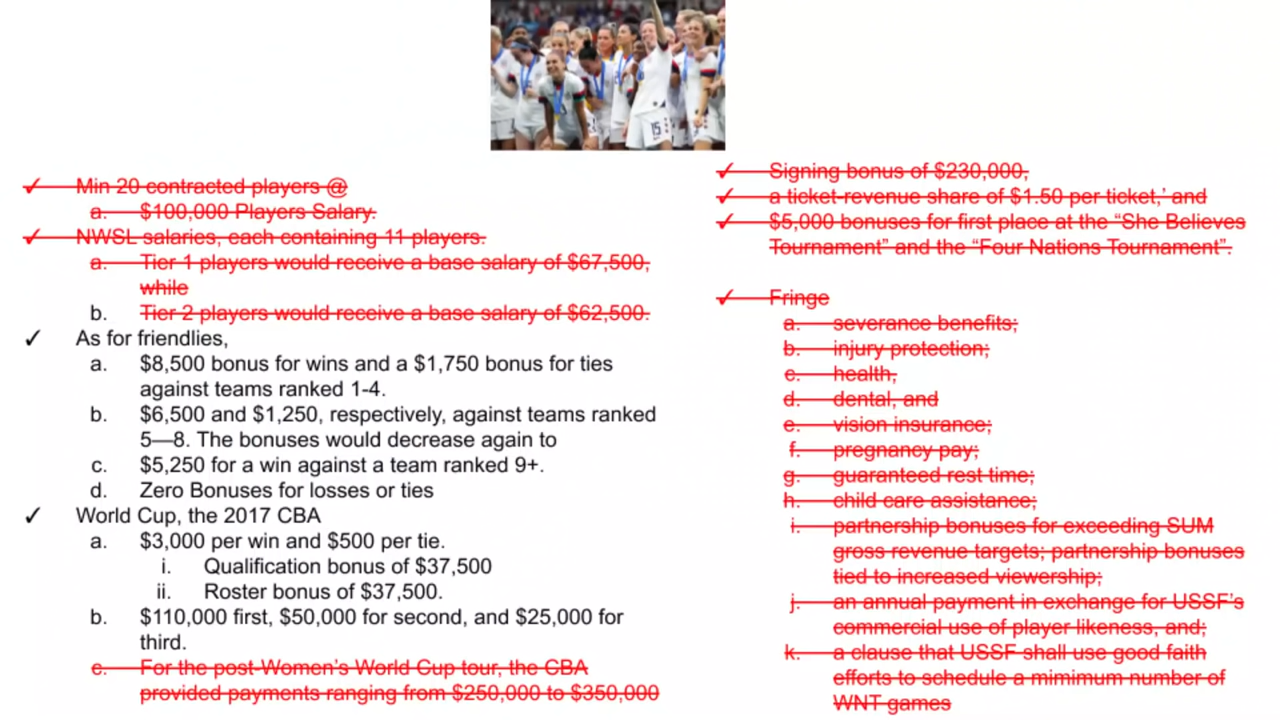 ✓ Min 20 contracted players @
a. $100,000 Players Salary.
✓ NWSL salaries, each containing 11 players.
a. Tier 1 players would receive a base salary of $67,500,
while
b. Tier 2 players would receive a base salary of $62,500.
✓ As for friendlies,
a. $8,500 bonus for wins and a $1,750 bonus for ties
against teams ranked 1-4.
b. $6,500 and $1,250, respectively, against teams ranked
5—8. The bonuses would decrease again to
c. $5,250 for a win against a team ranked 9+.
d. Zero Bonuses for losses or ties
✓ World Cup, the 2017 CBA
a. $3,000 per win and $500 per tie.
i. Qualification bonus of $37,500
ii. Roster bonus of $37,500.
b. $110,000 first, $50,000 for second, and $25,000 for
third.
c. For the post-Women's World Cup tour, the CBA
provided payments ranging from $250,000 to $350,000
✓ Signing bonus of $230,000,
✓ a ticket-revenue share of $1.50 per ticket,' and
✓ $5,000 bonuses for first place at the "She Believes
Tournament" and the "Four Nations Tournament".
✓ Fringe
a. severance benefits;
b. injury protection;
c. health,
d. dental, and
e. vision insurance;
f. pregnancy pay;
g. guaranteed rest time;
h. child care assistance;
i. partnership bonuses for exceeding SUM
gross revenue targets; partnership bonuses
tied to increased viewership;
j. an annual payment in exchange for USSF's
commercial use of player likeness, and;
k. a clause that USSF shall use good faith
efforts to schedule a mimimum number of
WNT games
15